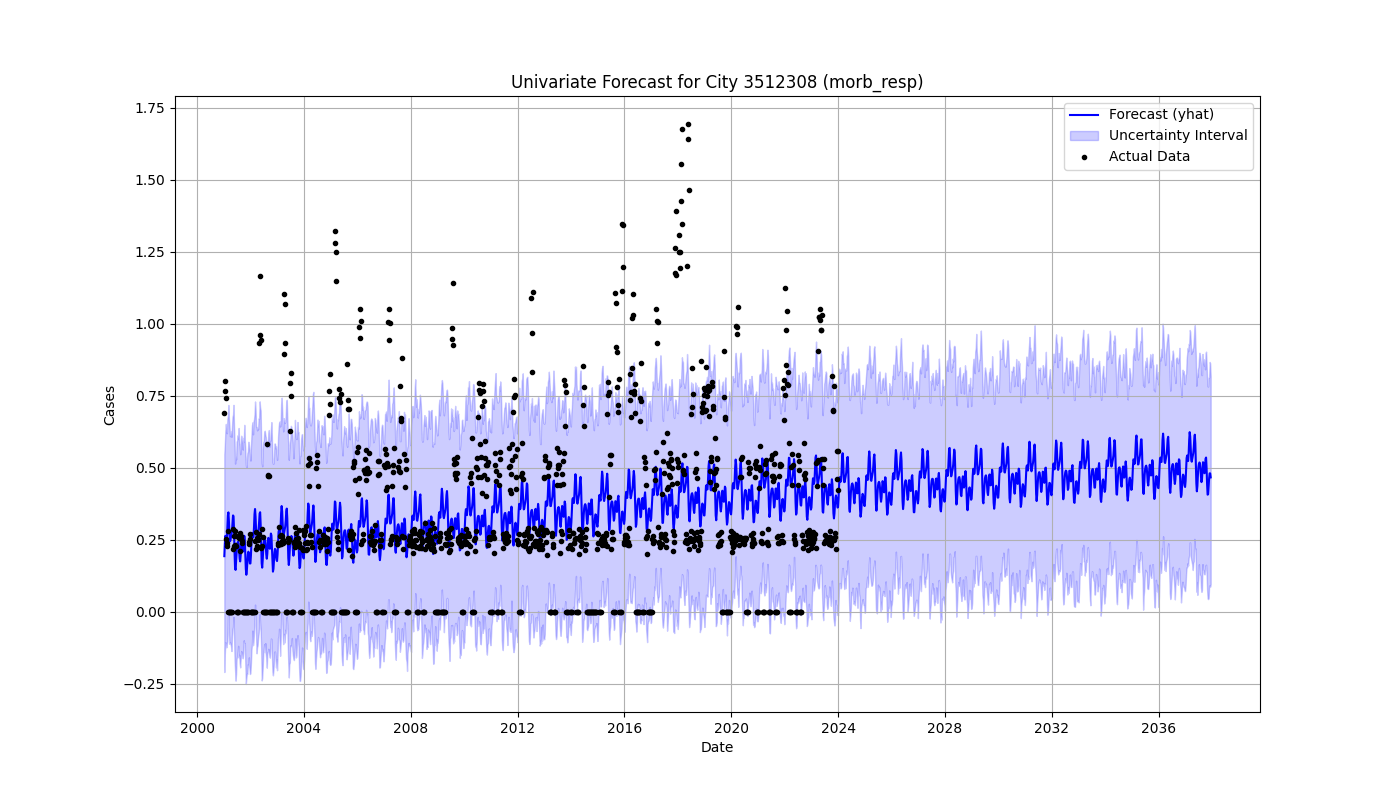 Univariate Forecast for City 3512308 (morb_resp)
Forecast (yhat)
Uncertainty Interval
Actual Data
Cases
1.75
1.50
1.25
1.00
0.75
0.50
0.25
0.00
−0.25
2000 2004 2008 2012 2016 2020 2024 2028 2032 2036
Date